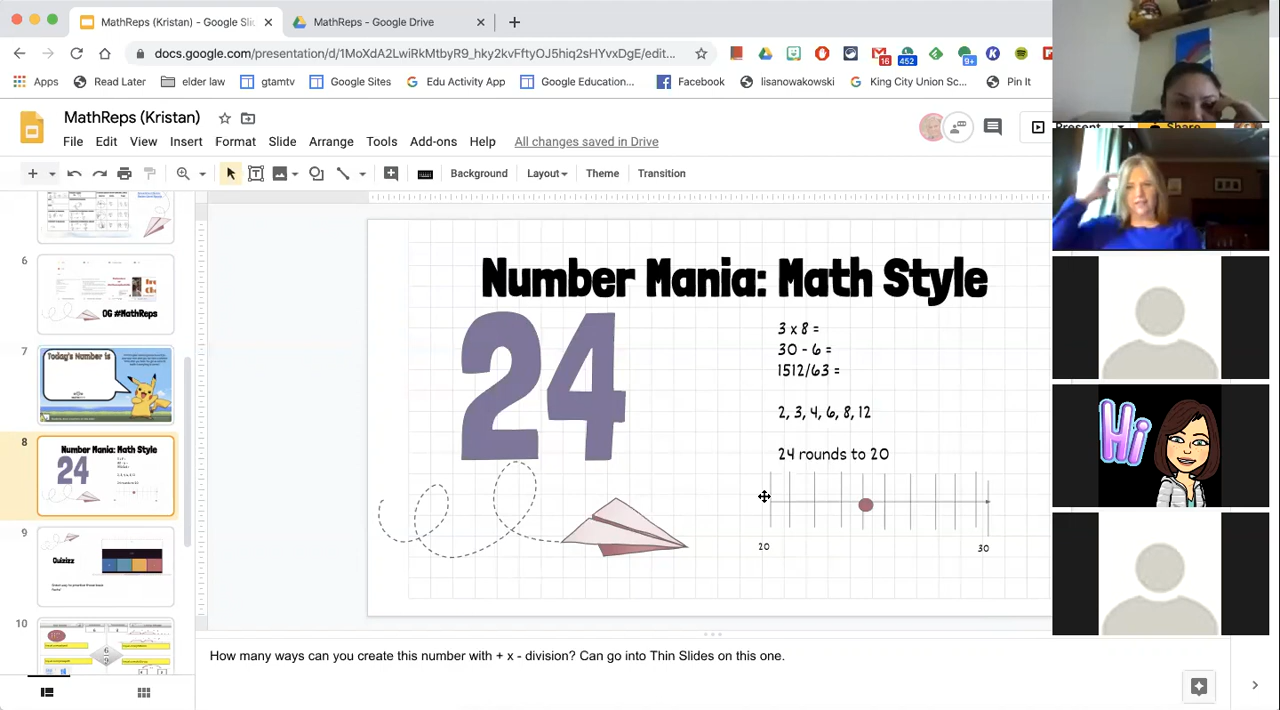 MathReps (Kristan) - Google Slic
MathReps - Google Drive
docs.google.com/presentation/d/1MoXdA2LwiRkMtbyR9_hky2kvFftyOJ5hiq2sHYvxDgE/edit...
16
452
9+
Apps
Read Later
elder law
gtamtv
Google Sites
Edu Activity App
Google Education...
Facebook
lisanowakowski
King City Union Sc...
Pin It
MathReps (Kristan)
File Edit View Insert Format Slide Arrange Tools Add-ons Help All changes saved in Drive
Present
Share
Background Layout Theme Transition
6
OG #MathReps
7
Today's Number is
8
Number Mania: Math Style
24
9
Quizizz
10
Number Mania: Math Style
24
3 x 8 =
30 - 6 =
1512/63 =
2, 3, 4, 6, 8, 12
24 rounds to 20
20
30
Hi
How many ways can you create this number with + x - division? Can go into Thin Slides on this one.